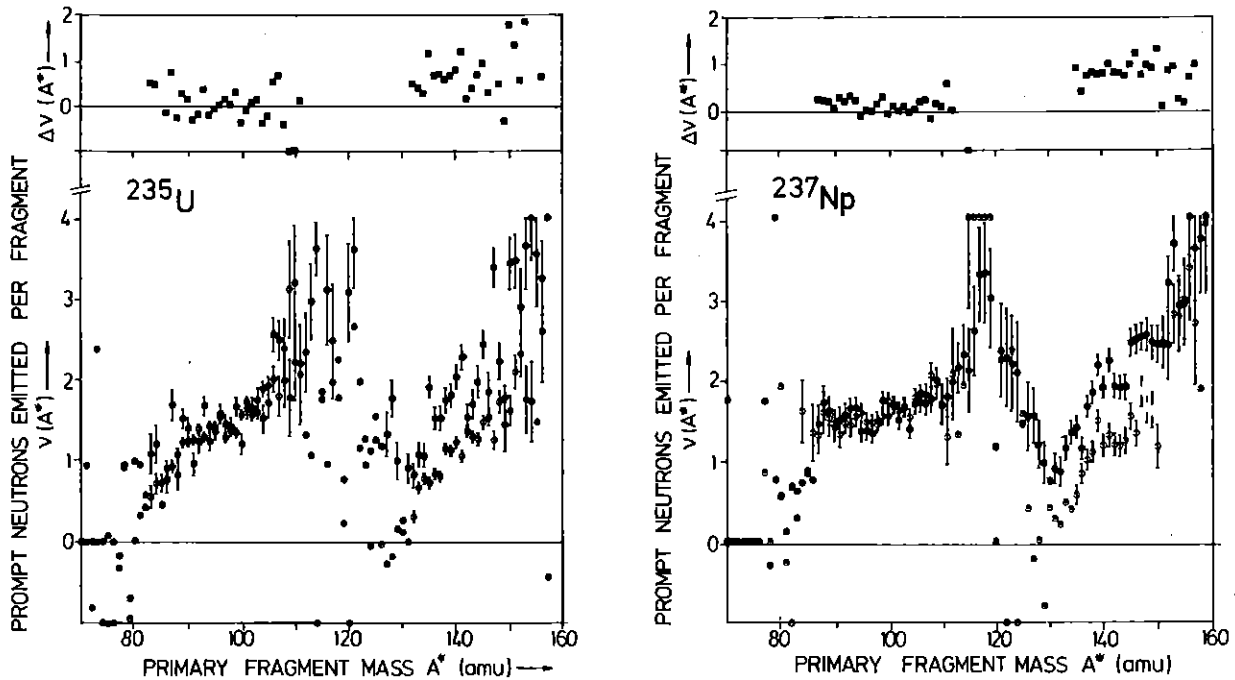 2
1
0
Δν (A*) →
235U
4
3
2
1
0
PROMPT NEUTRONS EMITTED PER FRAGMENT
ν (A*) →
80 100 120 140 160
PRIMARY FRAGMENT MASS A* (amu) →
2
1
0
Δν (A*) →
237Np
4
3
2
1
0
PROMPT NEUTRONS EMITTED PER FRAGMENT
ν (A*) →
80 100 120 140 160
PRIMARY FRAGMENT MASS A* (amu)